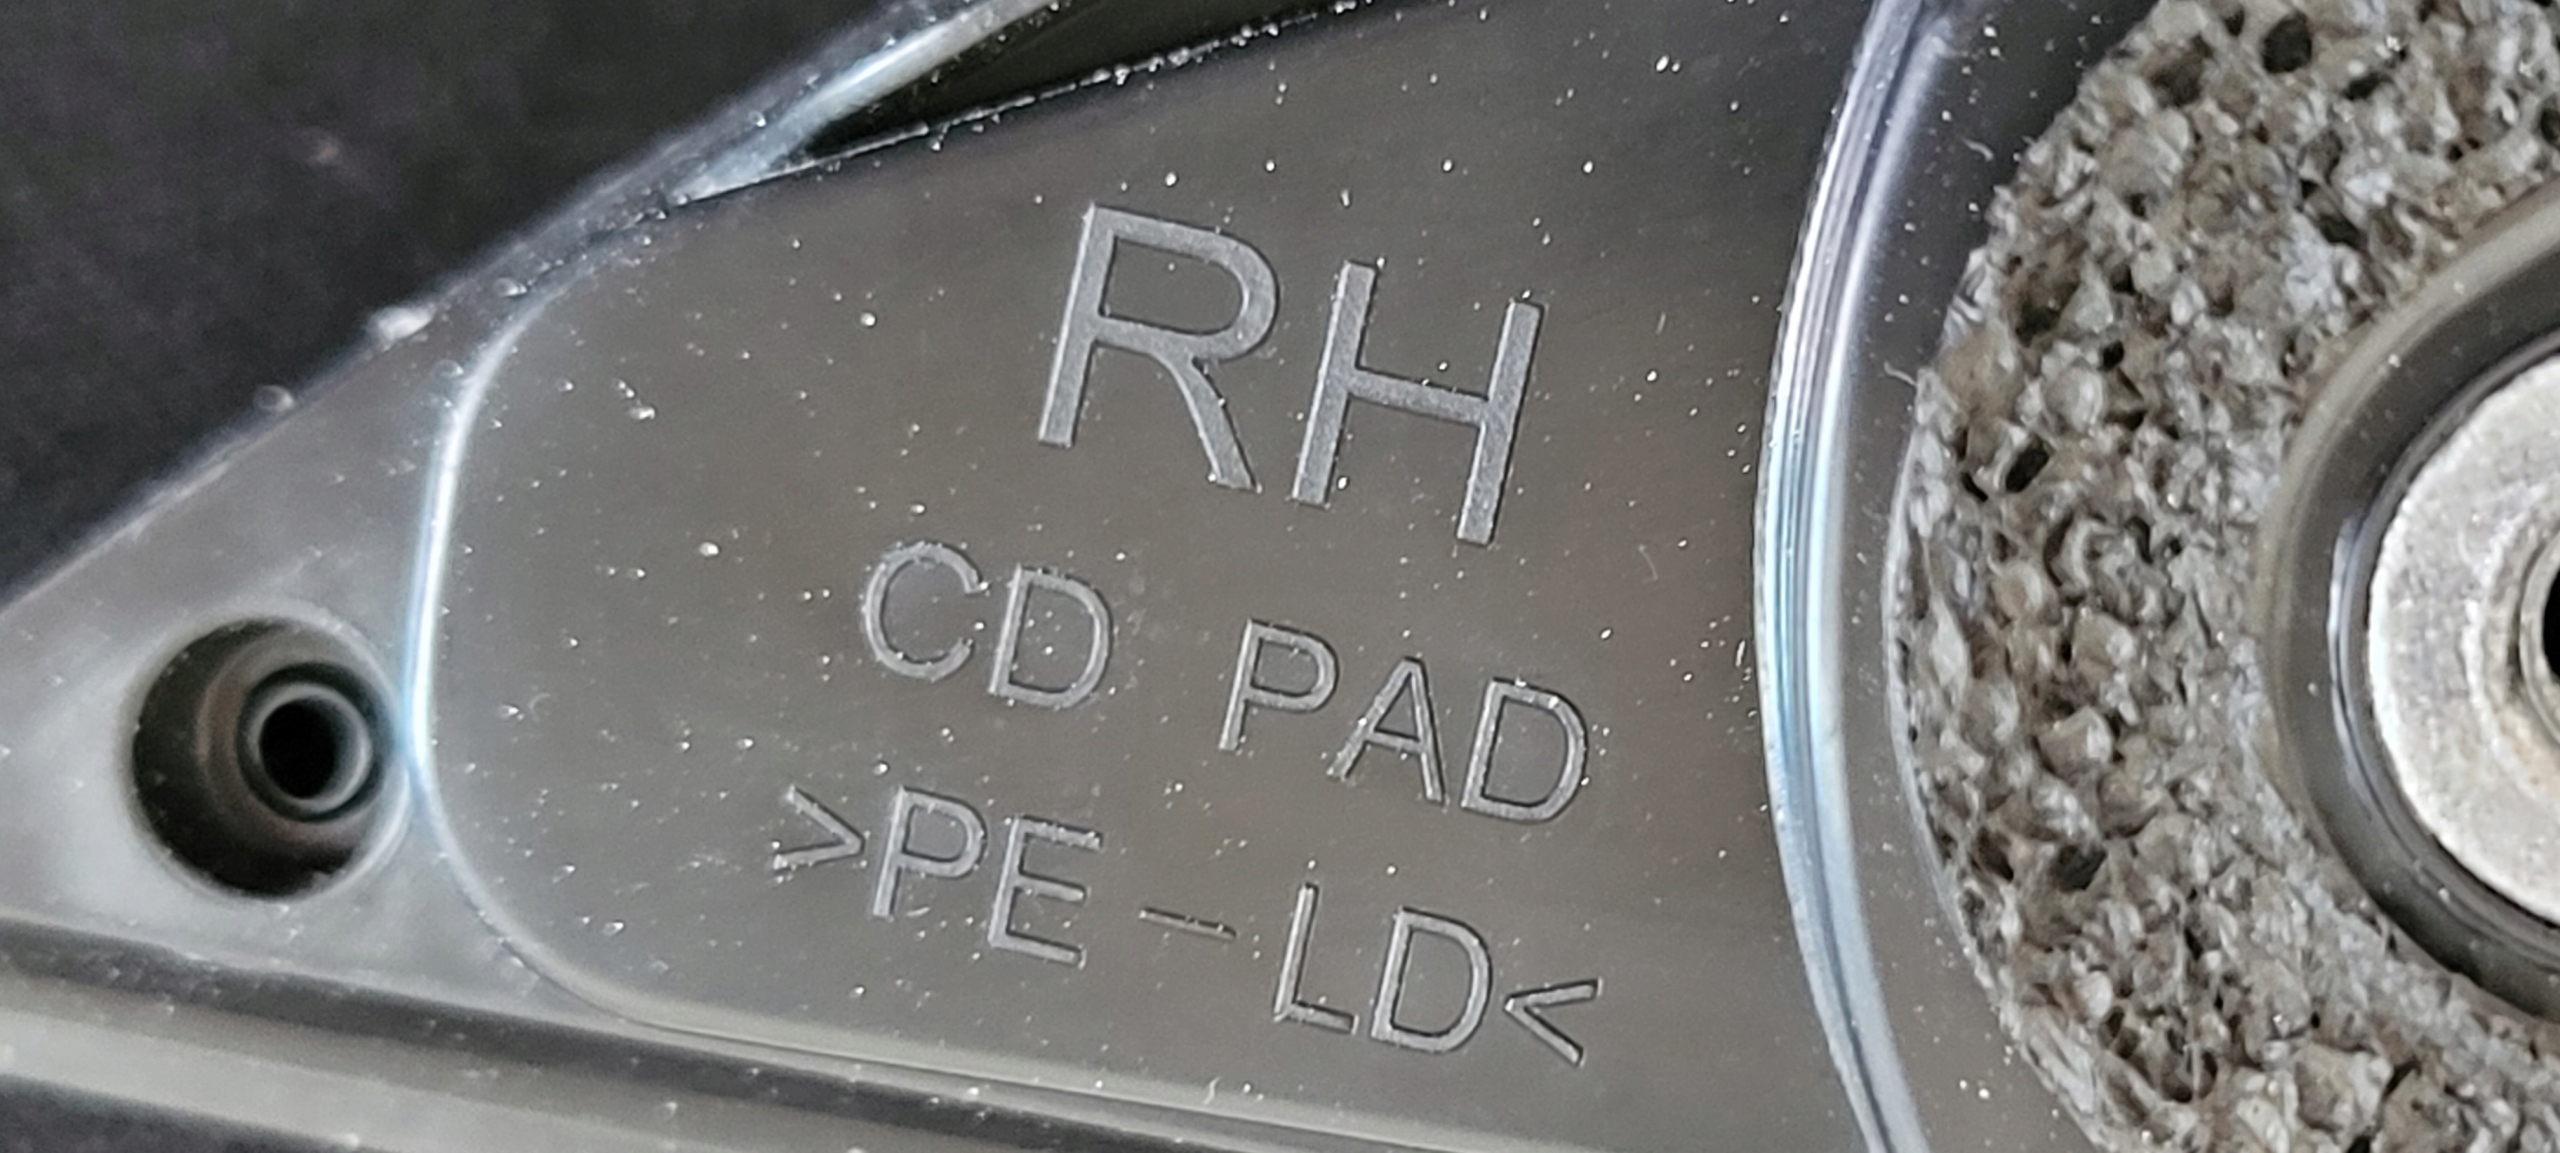 RH
CD PAD
>PE-LD<